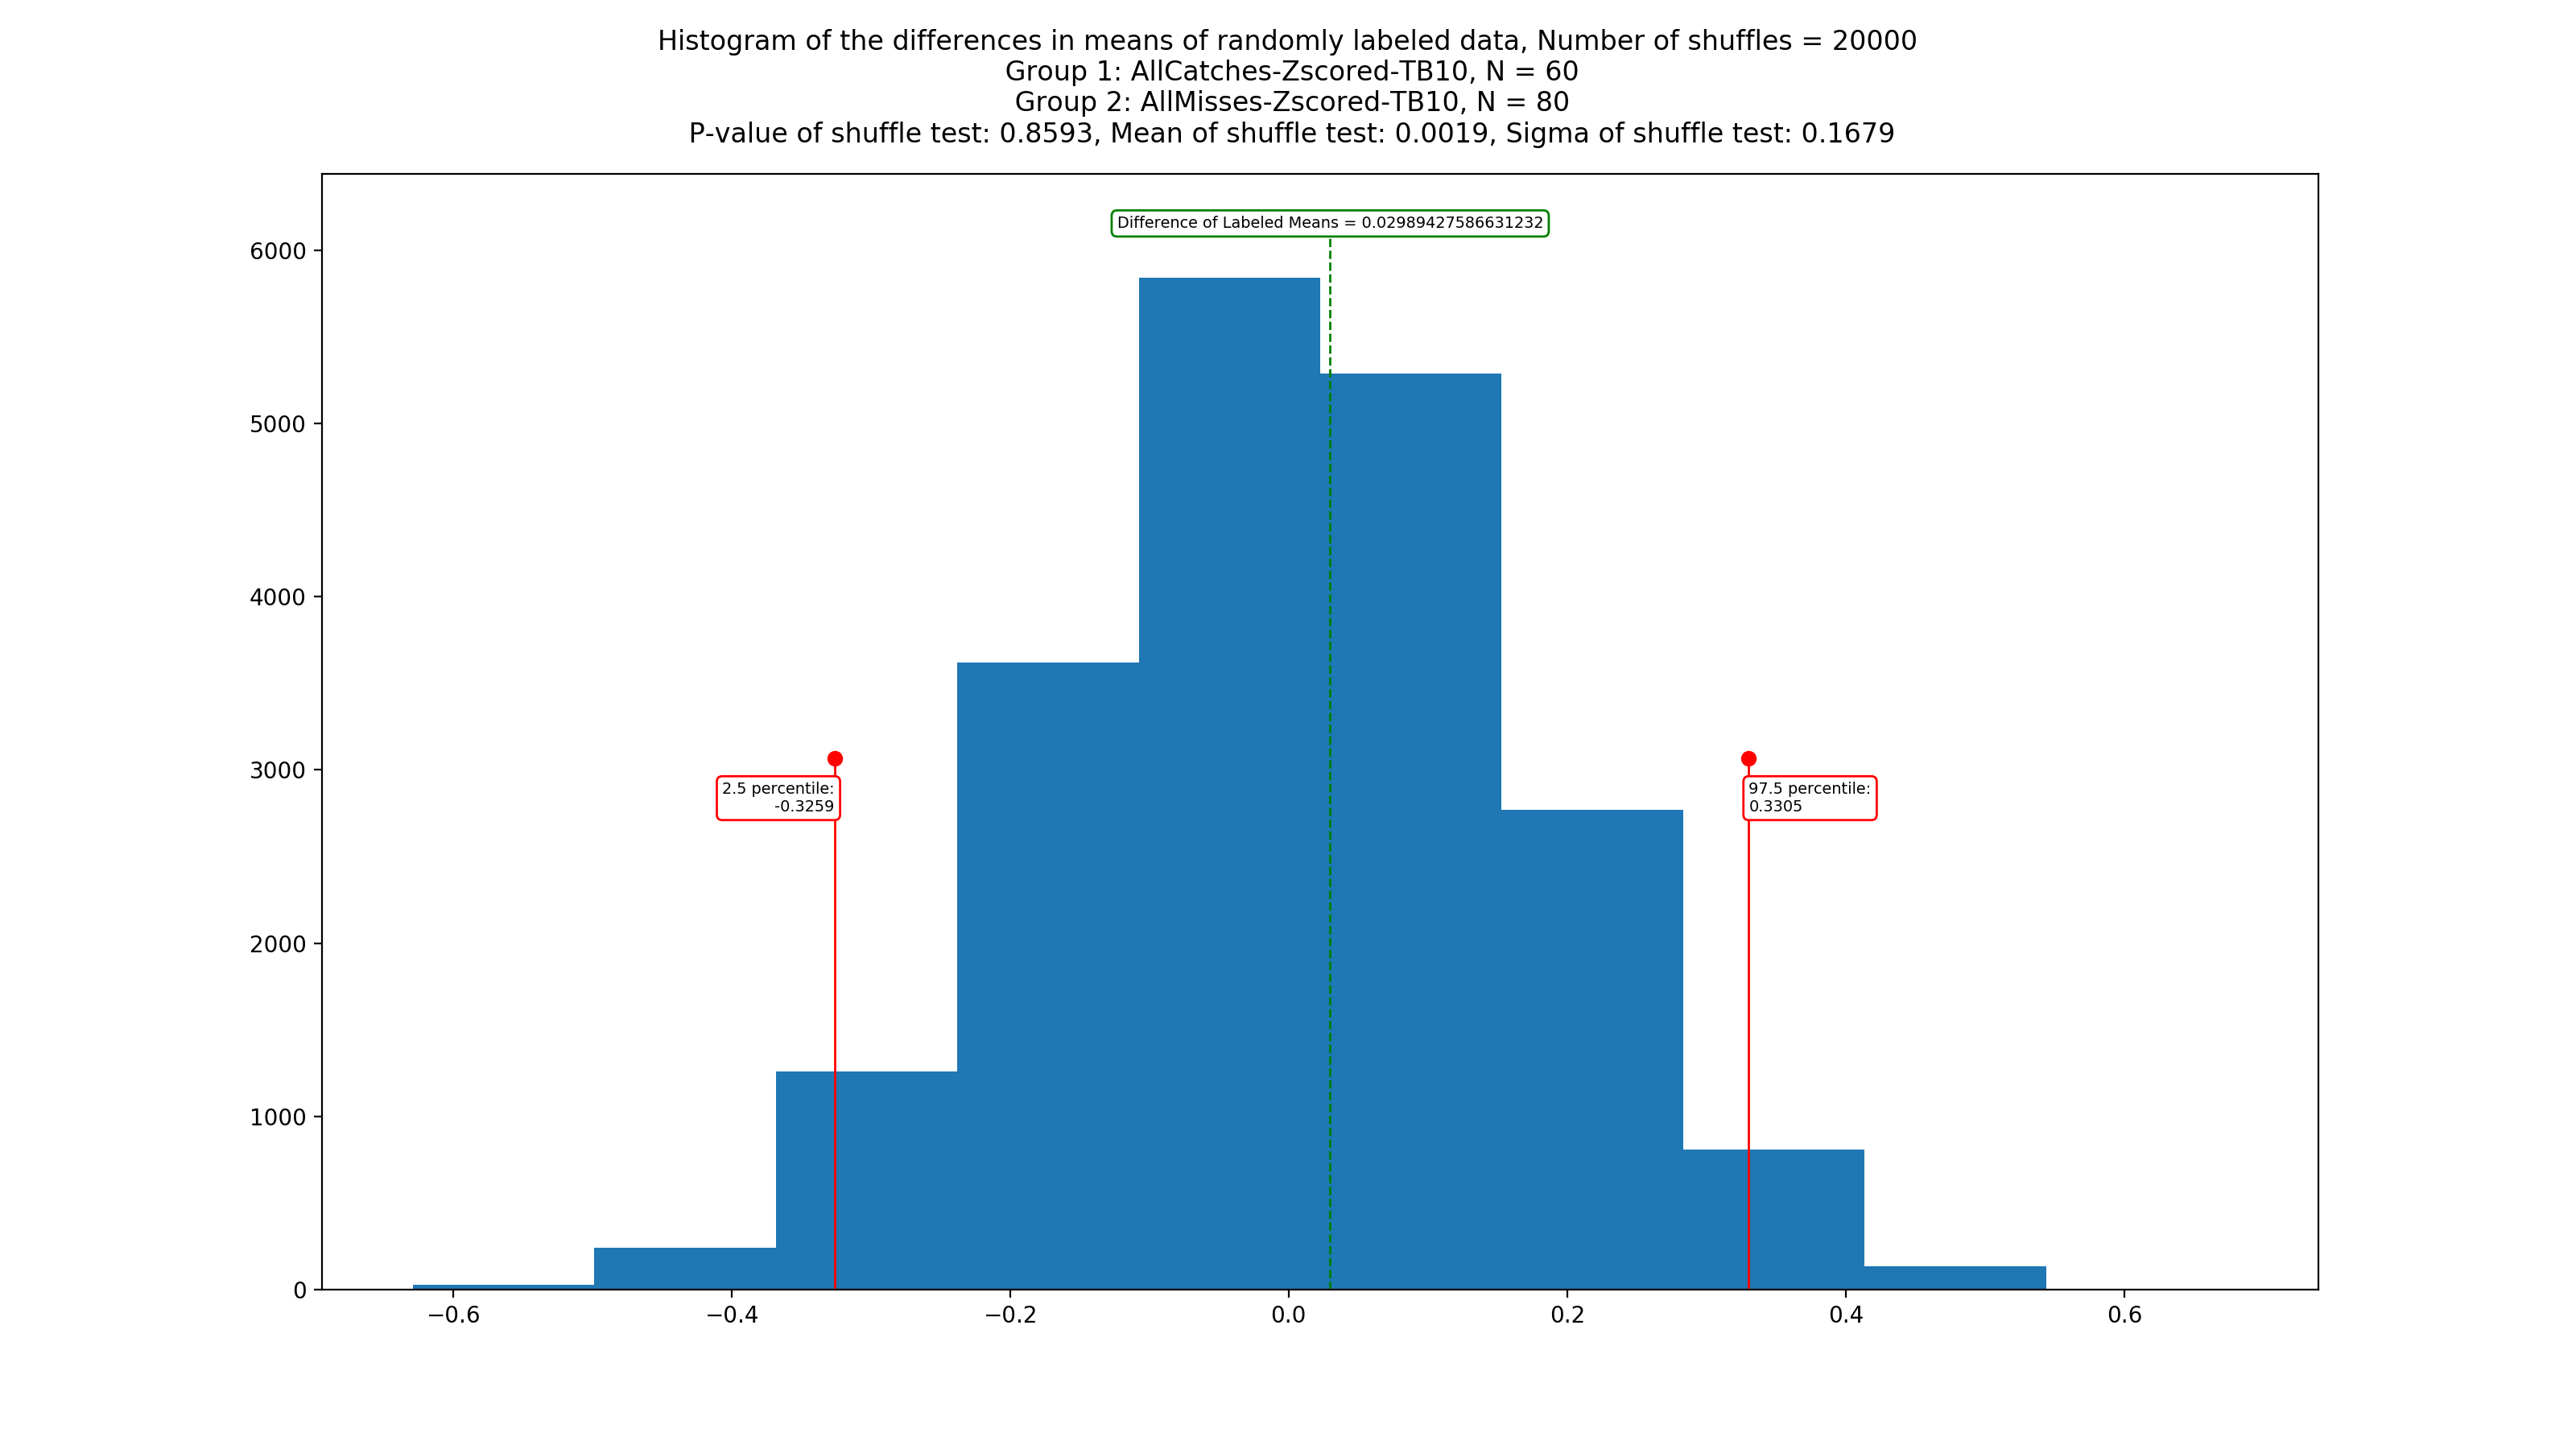 Histogram of the differences in means of randomly labeled data, Number of shuffles = 20000
Group 1: AllCatches-Zscored-TB10, N = 60
Group 2: AllMisses-Zscored-TB10, N = 80
P-value of shuffle test: 0.8593, Mean of shuffle test: 0.0019, Sigma of shuffle test: 0.1679
Difference of Labeled Means = 0.02989427586631232
6000
5000
4000
3000
2.5 percentile:
-0.3259
97.5 percentile:
0.3305
2000
1000
0
−0.6
−0.4
−0.2
0.0
0.2
0.4
0.6